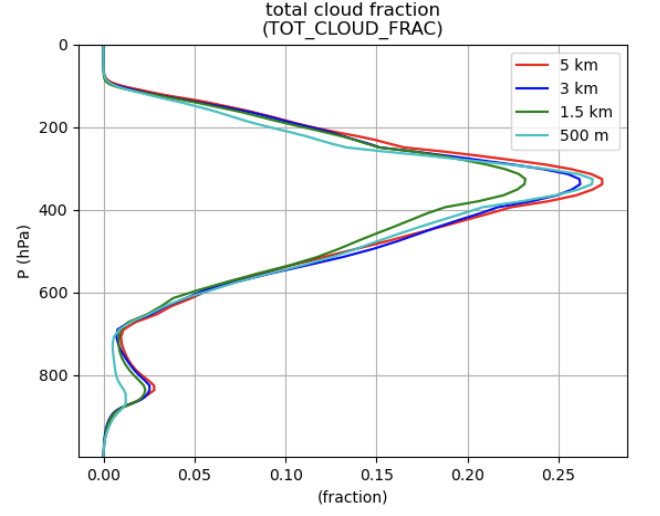 total cloud fraction
(TOT_CLOUD_FRAC)
0
200
400
600
800
P (hPa)
5 km
3 km
1.5 km
500 m
0.00 0.05 0.10 0.15 0.20 0.25
(fraction)